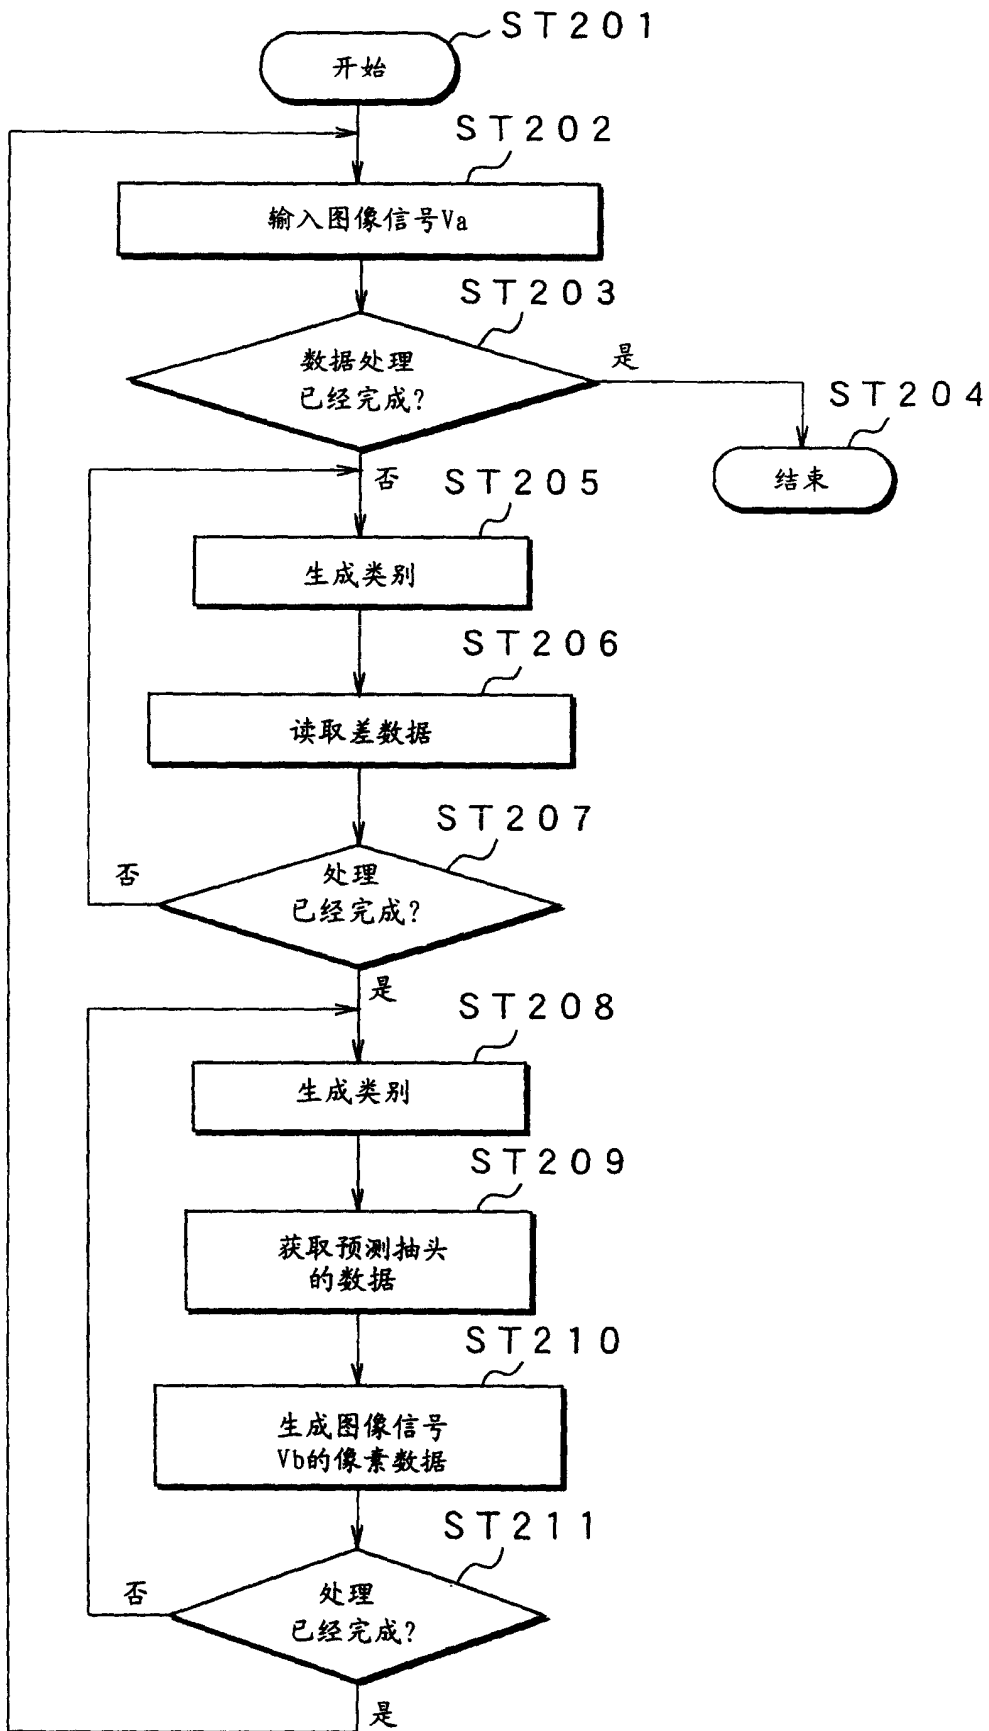 ST201
开始
ST202
输入图像信号Va
ST203
数据处理
已经完成?
是
ST204
结束
否
ST205
生成类别
ST206
读取差数据
ST207
处理
已经完成?
否
是
ST208
生成类别
ST209
获取预测抽头
的数据
ST210
生成图像信号
Vb的像素数据
ST211
处理
已经完成?
否
是